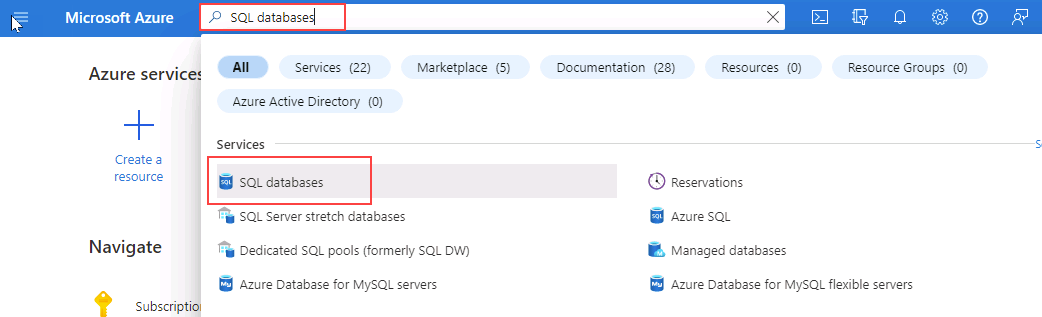 Microsoft Azure
SQL databases
Azure services
All
Services (22)
Marketplace (5)
Documentation (28)
Resources (0)
Resource Groups (0)
Azure Active Directory (0)
Create a
resource
Services
SQL databases
Reservations
SQL Server stretch databases
Azure SQL
Dedicated SQL pools (formerly SQL DW)
Managed databases
Azure Database for MySQL servers
Azure Database for MySQL flexible servers
Navigate